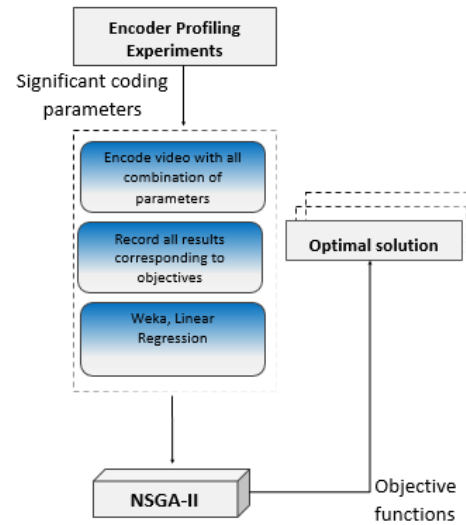 Encoder Profiling
Experiments
Significant coding
parameters
Encode video with all
combination of
parameters
Record all results
corresponding to
objectives
Weka, Linear
Regression
Optimal solution
NSGA-II
Objective
functions